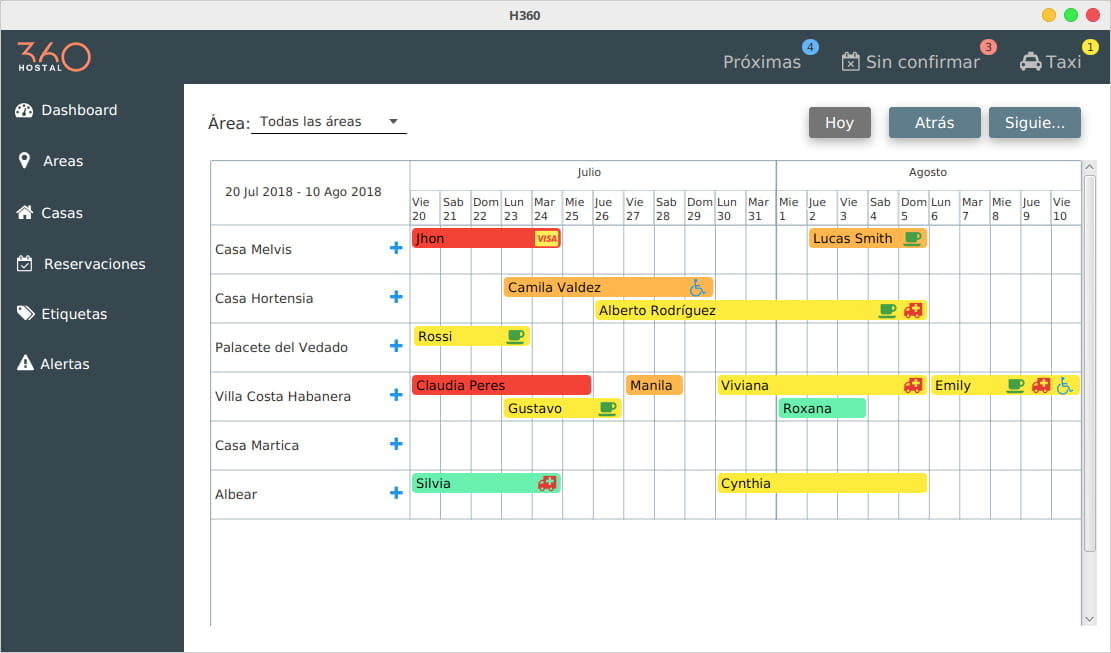 H360
360
HOSTAL
Próximas 4
Sin confirmar 3
Taxi 1
Dashboard
Areas
Casas
Reservaciones
Etiquetas
Alertas
Área: Todas las áreas
Hoy
Atrás
Siguie...
20 Jul 2018 - 10 Ago 2018
Julio
Agosto
Vie Sab Dom Lun Mar Mie Jue Vie Sab Dom Lun Mar Mie Jue Vie Sab Dom Lun Mar Mie Jue Vie
20 21 22 23 24 25 26 27 28 29 30 31 1 2 3 4 5 6 7 8 9 10
Casa Melvis
Jhon VISA
Lucas Smith
Casa Hortensia
Camila Valdez
Alberto Rodríguez
Palacete del Vedado
Rossi
Villa Costa Habanera
Claudia Peres
Manila
Viviana
Emily
Gustavo
Roxana
Casa Martica
Albear
Silvia
Cynthia